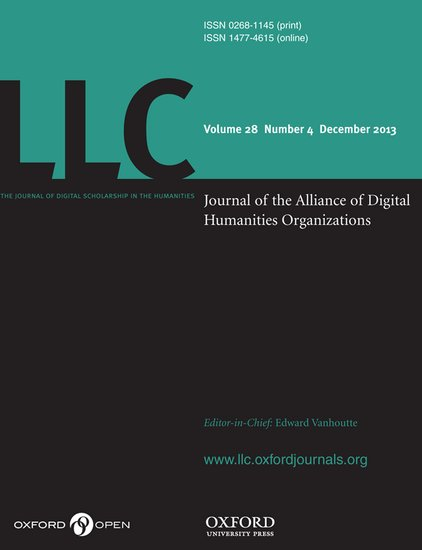 ISSN 0268-1145 (print)
ISSN 1477-4615 (online)
LLC
Volume 28 Number 4 December 2013
THE JOURNAL OF DIGITAL SCHOLARSHIP IN THE HUMANITIES
Journal of the Alliance of Digital
Humanities Organizations
Editor-in-Chief: Edward Vanhoutte
www.llc.oxfordjournals.org
OXFORD OPEN
OXFORD
UNIVERSITY PRESS